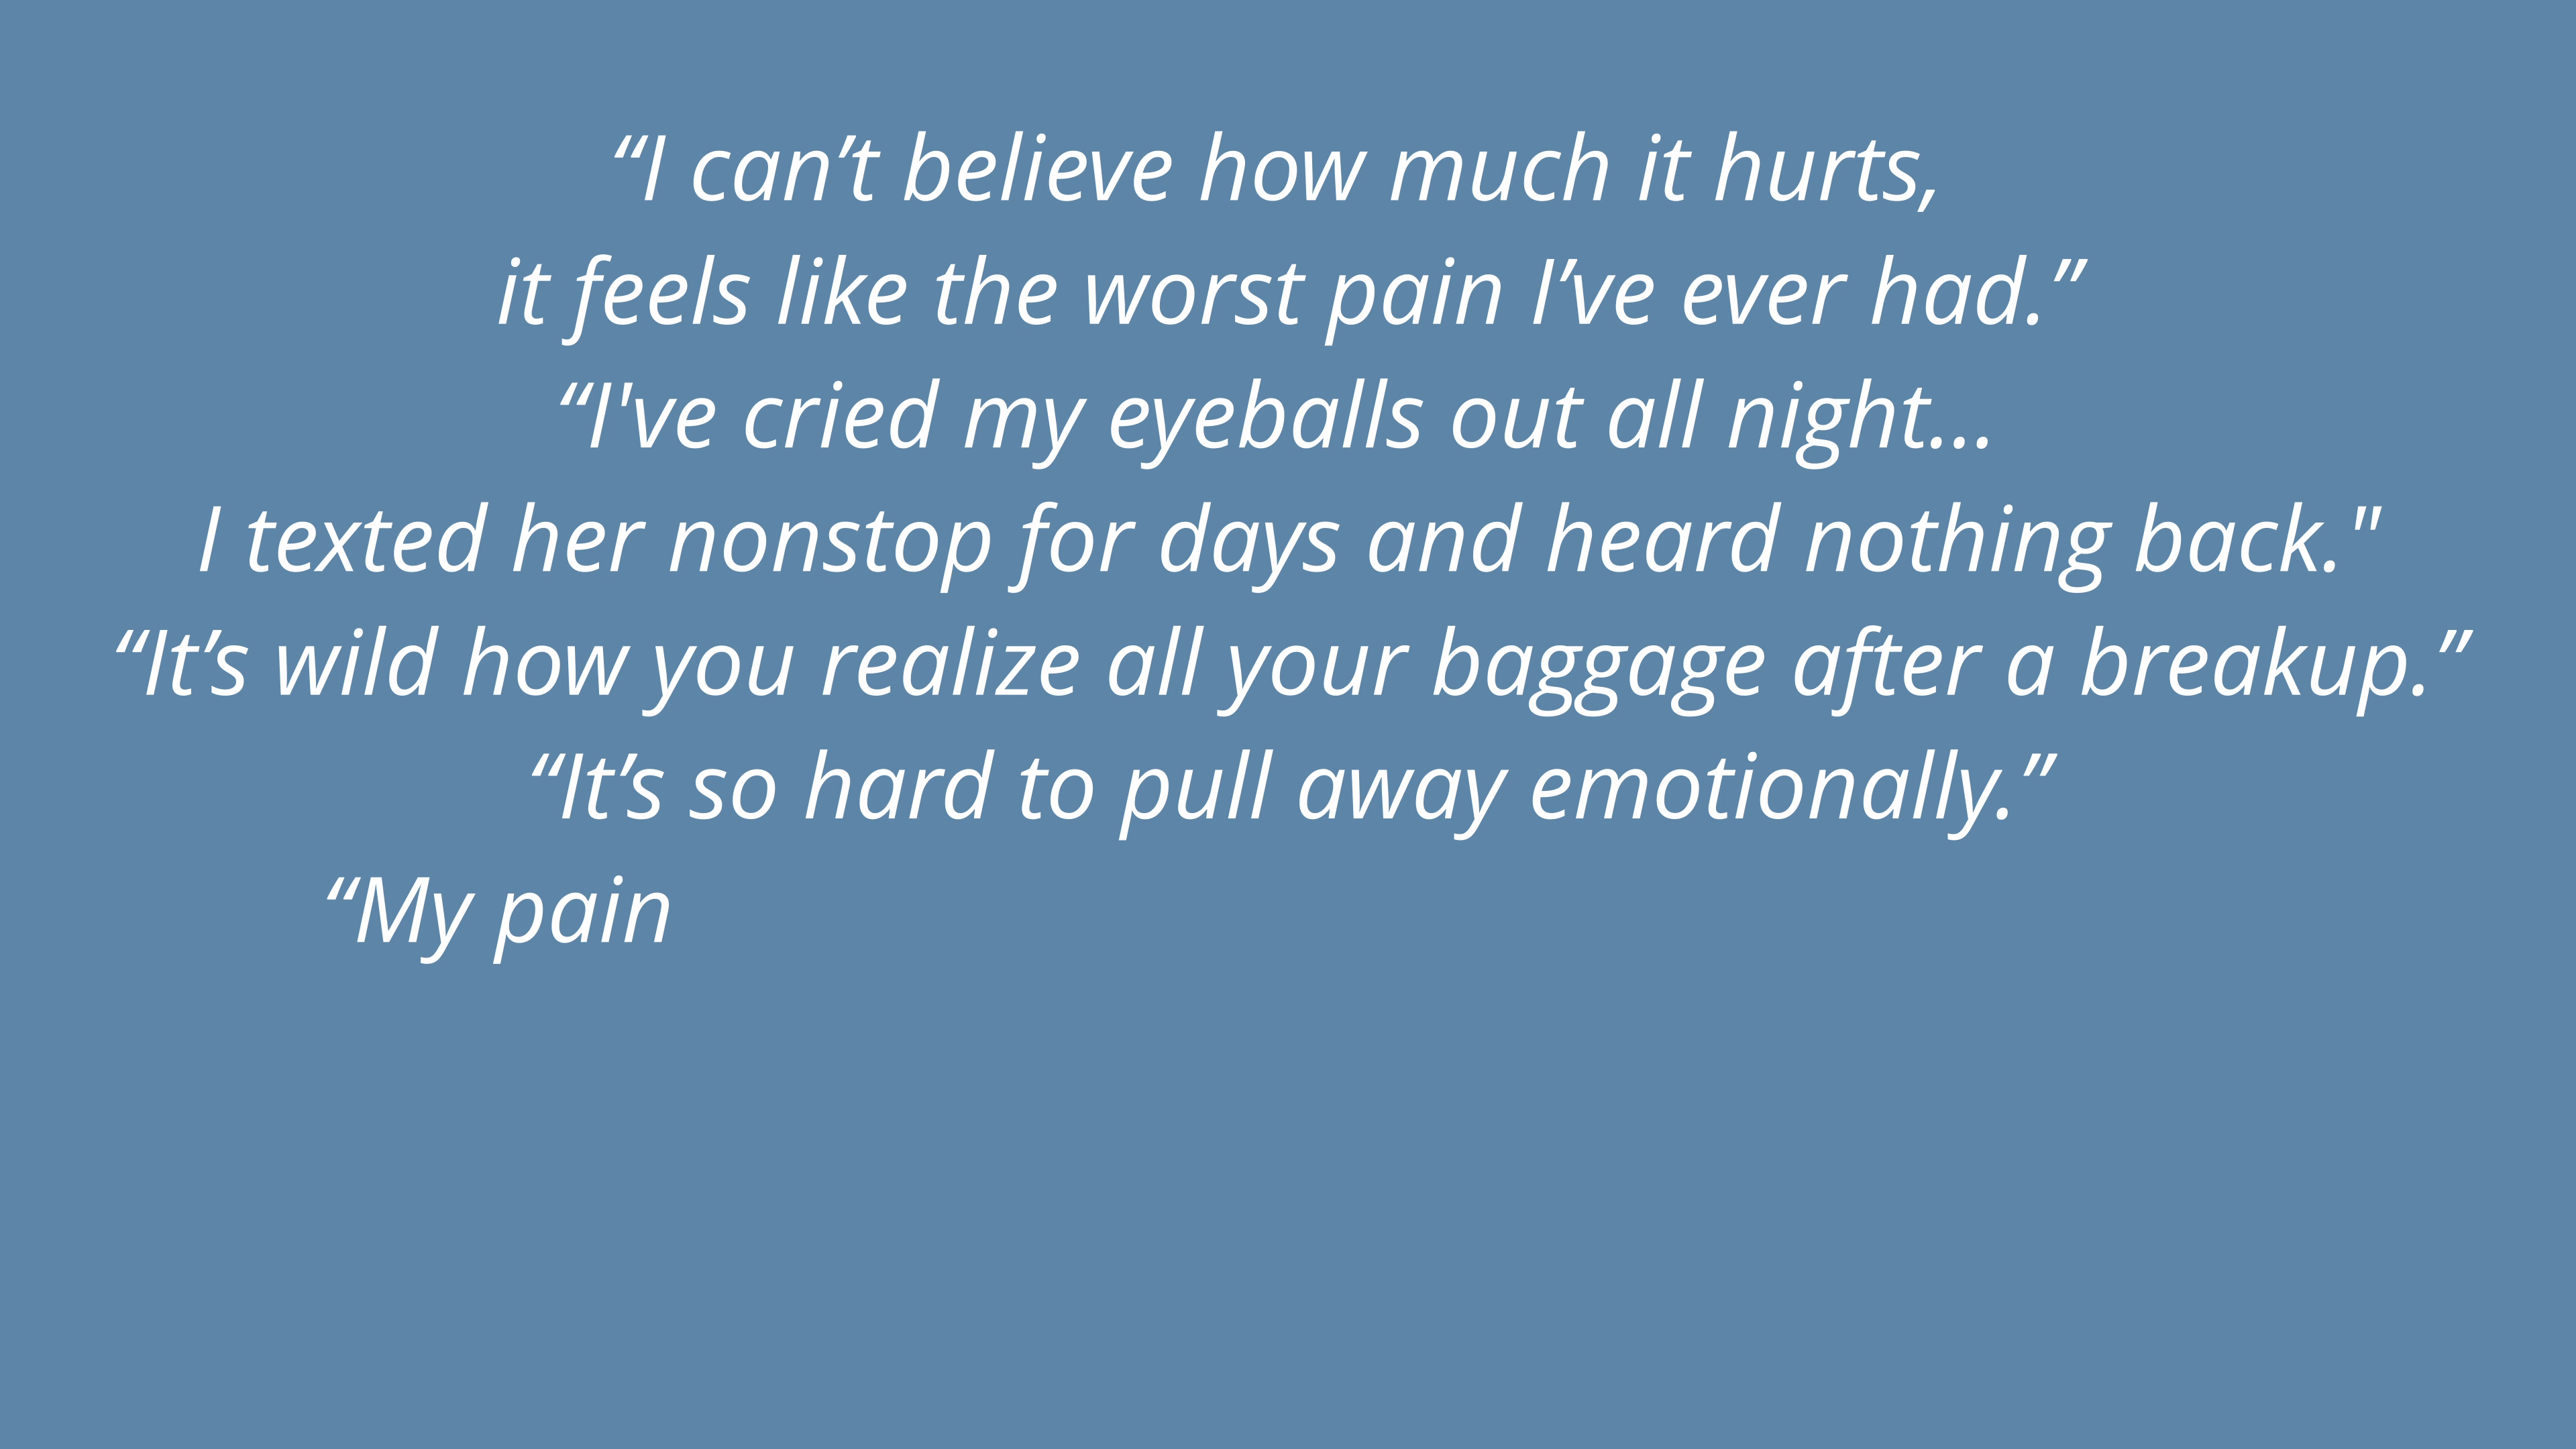 “I can’t believe how much it hurts,
it feels like the worst pain I’ve ever had.”
“I've cried my eyeballs out all night...
I texted her nonstop for days and heard nothing back."
“It’s wild how you realize all your baggage after a breakup.”
“It’s so hard to pull away emotionally.”
“My pain